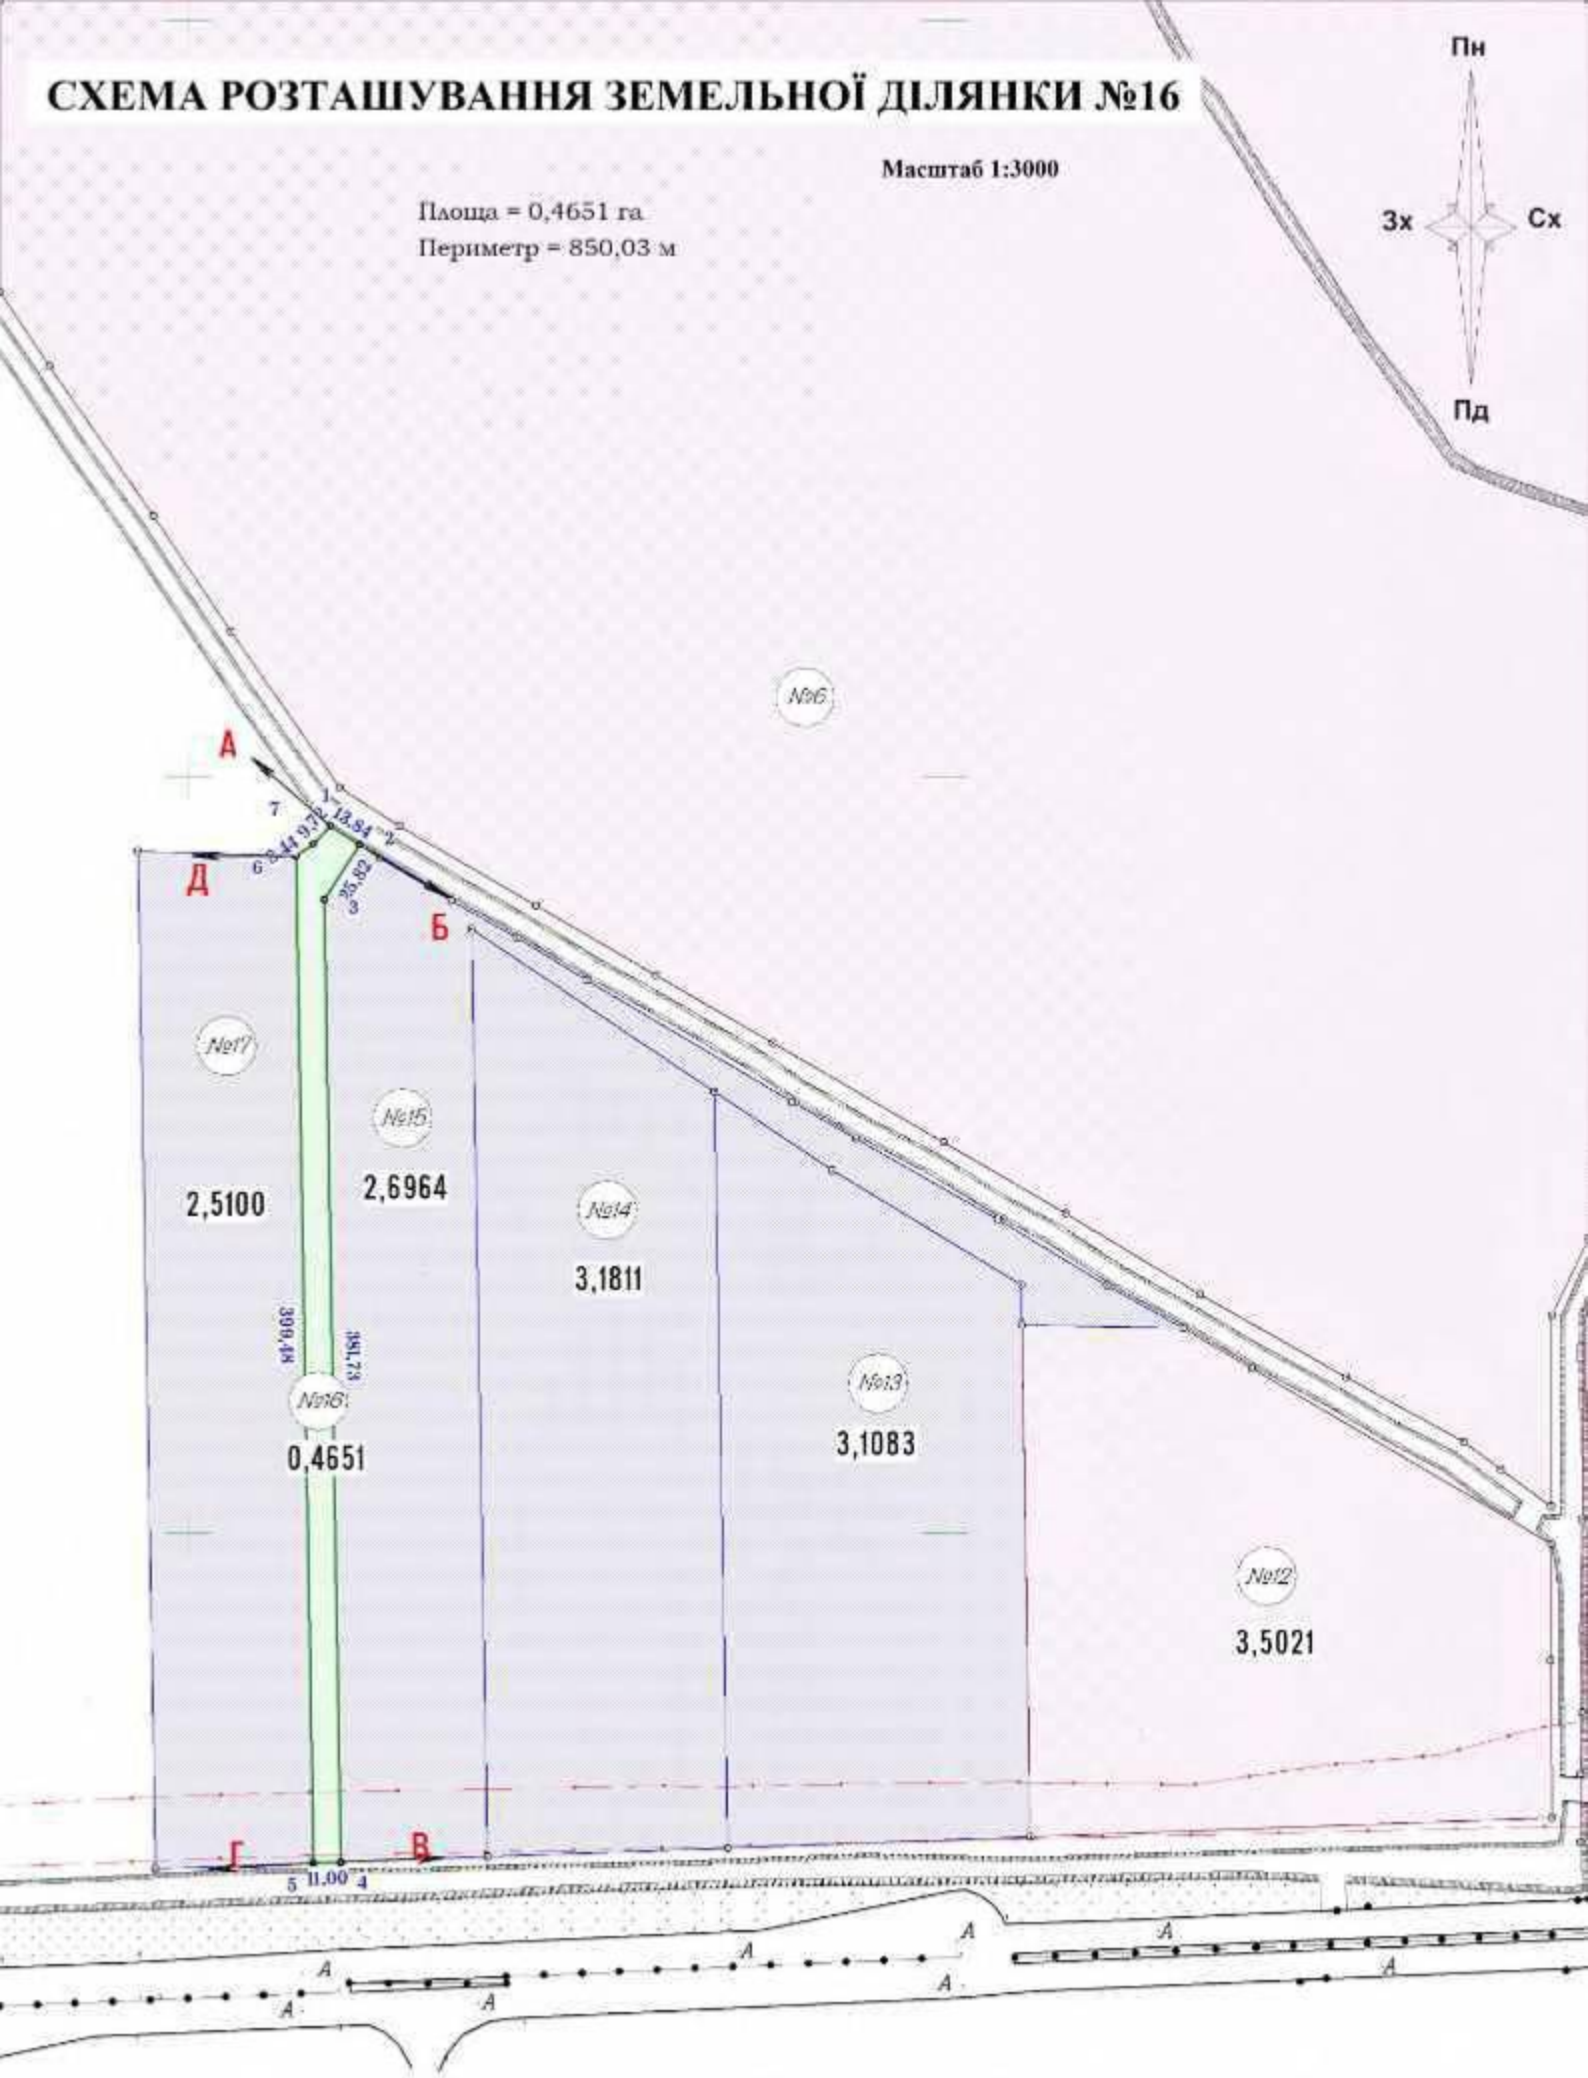 Пн
СХЕМА РОЗТАШУВАННЯ ЗЕМЕЛЬНОЇ ДІЛЯНКИ №16
Масштаб 1:3000
Площа = 0,4651 га
Периметр = 850,03 м
Зх
Сх
Пд
№6
А
7
1
9,72
13,84
2
6
8,44
25,82
3
Д
Б
№17
№15
2,5100
2,6964
№14
3,1811
399,48
381,73
№16
0,4651
№13
3,1083
№12
3,5021
Г
В
5
11,00
4
А
А
А
А
А
А
А
А
А